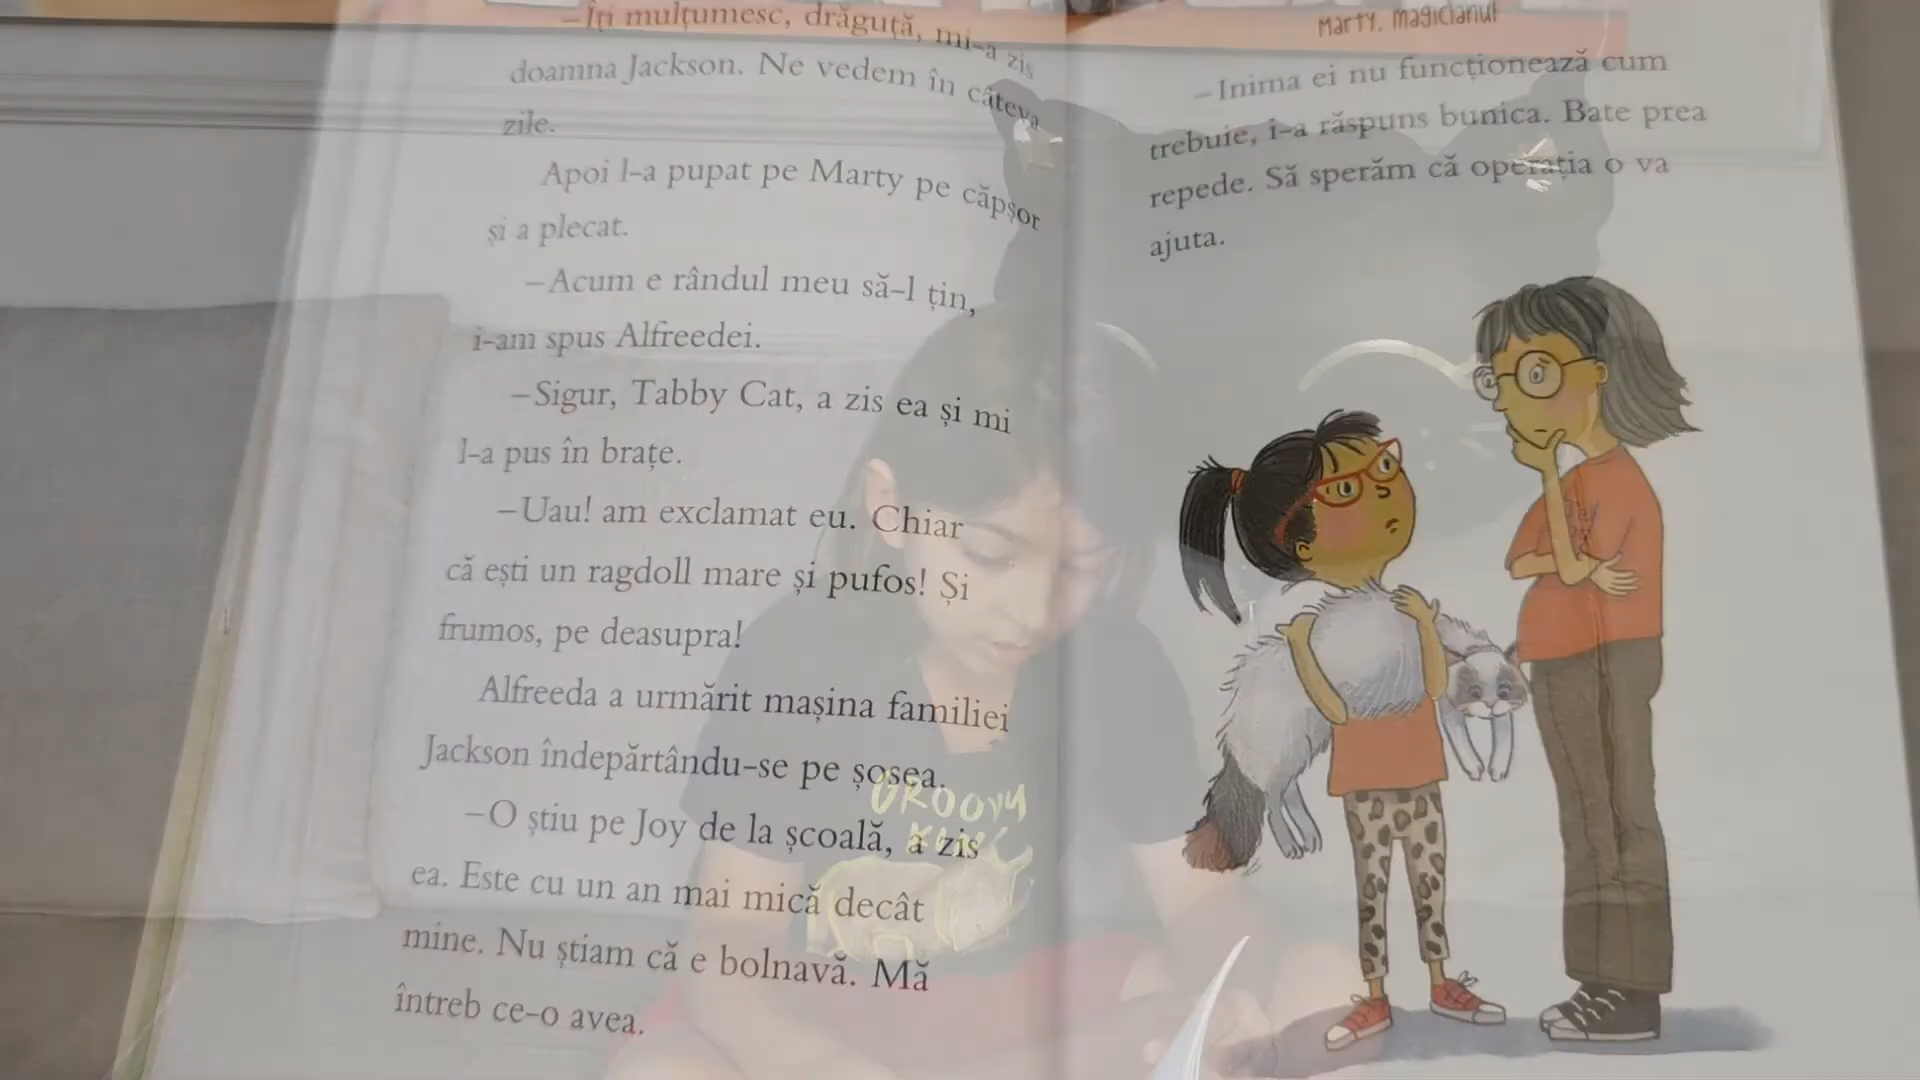 –Îți mulțumesc, drăguță, mi-a zis
doamna Jackson. Ne vedem în câteva
zile.
Apoi l-a pupat pe Marty pe căpșor
și a plecat.
–Acum e rândul meu să-l țin,
i-am spus Alfreedei.
–Sigur, Tabby Cat, a zis ea și mi
l-a pus în brațe.
–Uau! am exclamat eu. Chiar
că ești un ragdoll mare și pufos! Și
frumos, pe deasupra!
Alfreeda a urmărit mașina familiei
Jackson îndepărtându-se pe șosea.
–O știu pe Joy de la școală, a zis
ea. Este cu un an mai mică decât
mine. Nu știam că e bolnavă. Mă
întreb ce-o avea.
Marty, magicianul
–Inima ei nu funcționează cum
trebuie, i-a răspuns bunica. Bate prea
repede. Să sperăm că operația o va
ajuta.
GROOVY